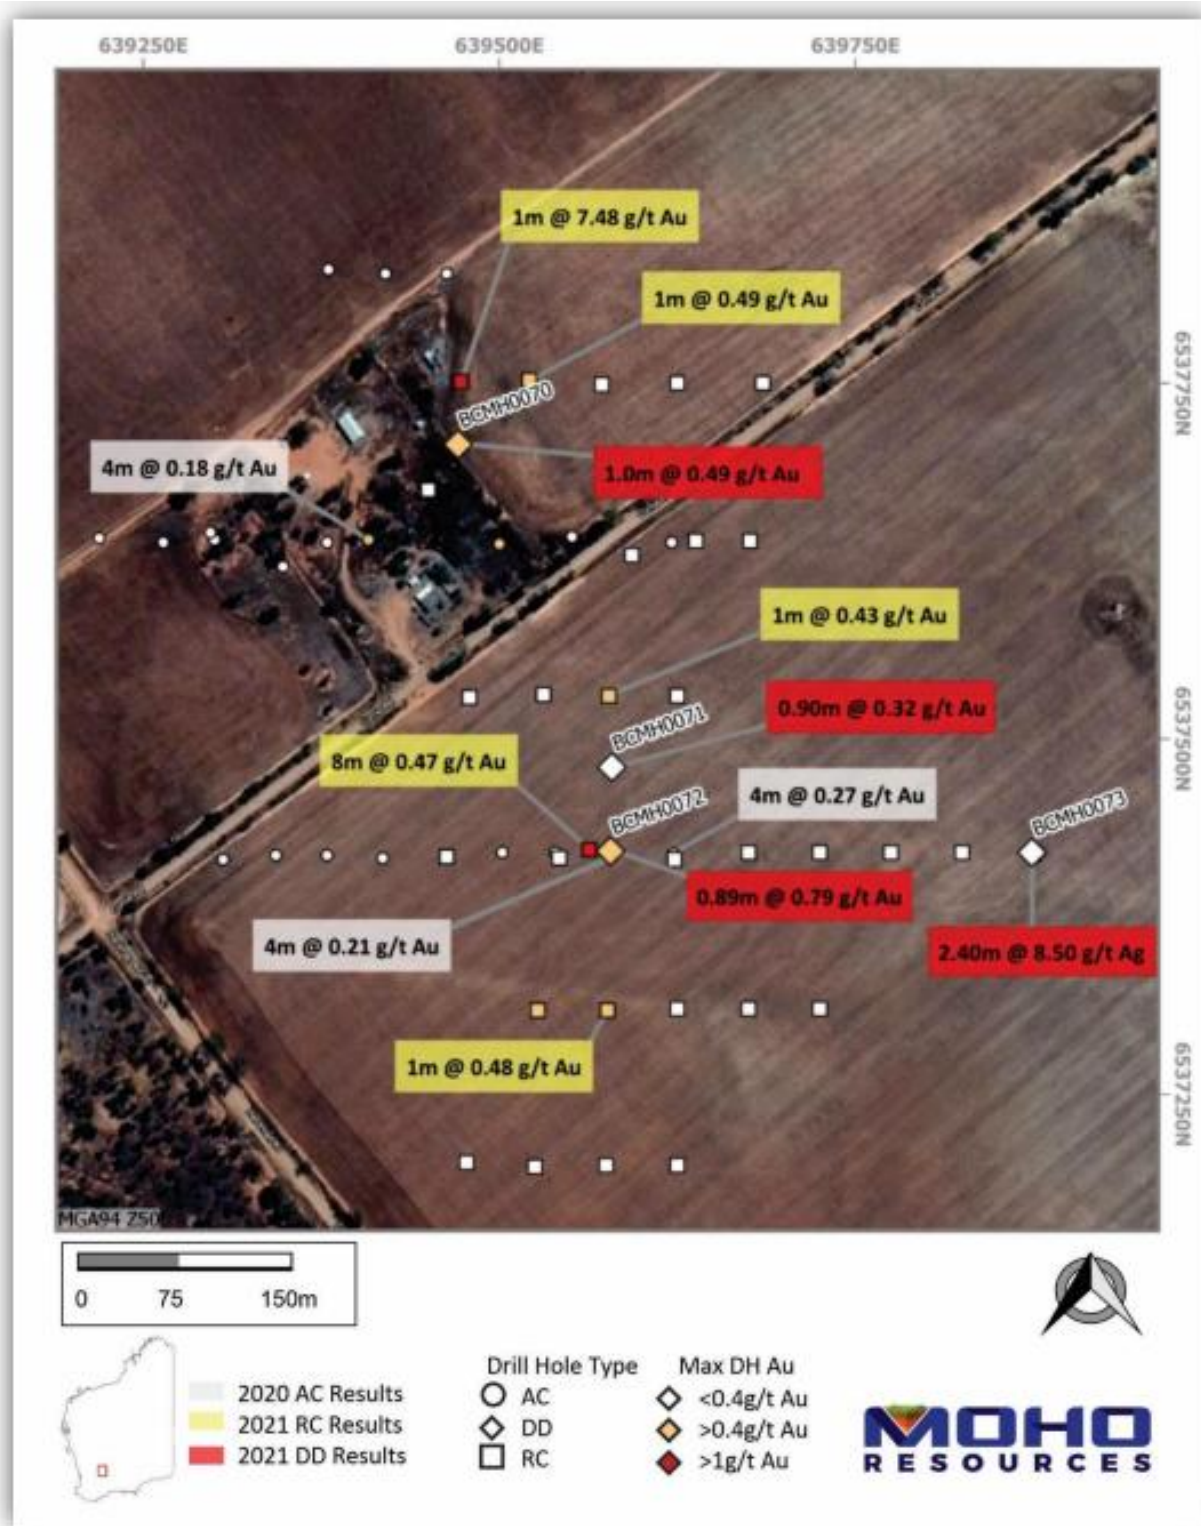 639250E
639500E
639750E
1m @ 7.48 g/t Au
1m @ 0.49 g/t Au
6537750N
BCMH0070
4m @ 0.18 g/t Au
1.0m @ 0.49 g/t Au
1m @ 0.43 g/t Au
0.90m @ 0.32 g/t Au
BCMH0071
6537500N
8m @ 0.47 g/t Au
4m @ 0.27 g/t Au
BCMH0072
BCMH0073
0.89m @ 0.79 g/t Au
4m @ 0.21 g/t Au
2.40m @ 8.50 g/t Ag
1m @ 0.48 g/t Au
6537250N
MGA94 Z50
0 75 150m
2020 AC Results
2021 RC Results
2021 DD Results
Drill Hole Type
AC
DD
RC
Max DH Au
<0.4g/t Au
>0.4g/t Au
>1g/t Au
MOHO
RESOURCES